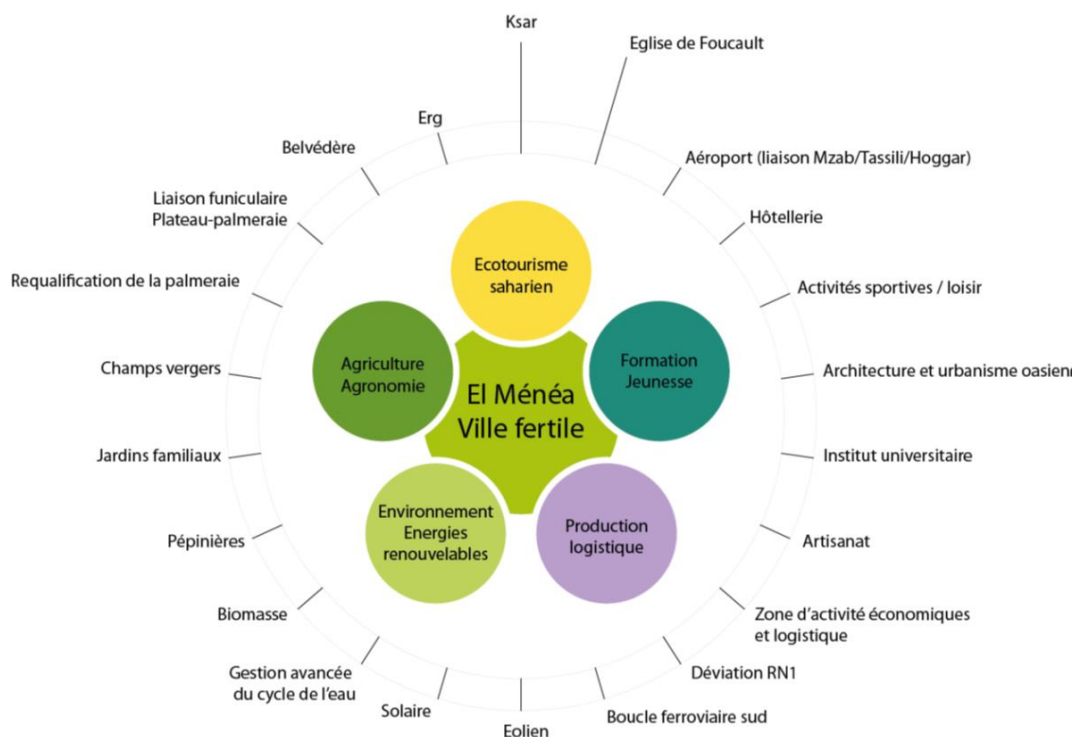 Ksar
Eglise de Foucault
Erg
Belvédère
Aéroport (liaison Mzab/Tassili/Hoggar)
Liaison funiculaire
Plateau-palmeraie
Hôtellerie
Requalification de la palmeraie
Activités sportives / loisir
Champs vergers
Architecture et urbanisme oasien
Jardins familiaux
Institut universitaire
Pépinières
Artisanat
Biomasse
Zone d’activité économiques
et logistique
Gestion avancée
du cycle de l’eau
Déviation RN1
Solaire
Boucle ferroviaire sud
Eolien
Ecotourisme
saharien
Agriculture
Agronomie
Formation
Jeunesse
El Ménéa
Ville fertile
Environnement
Energies
renouvelables
Production
logistique